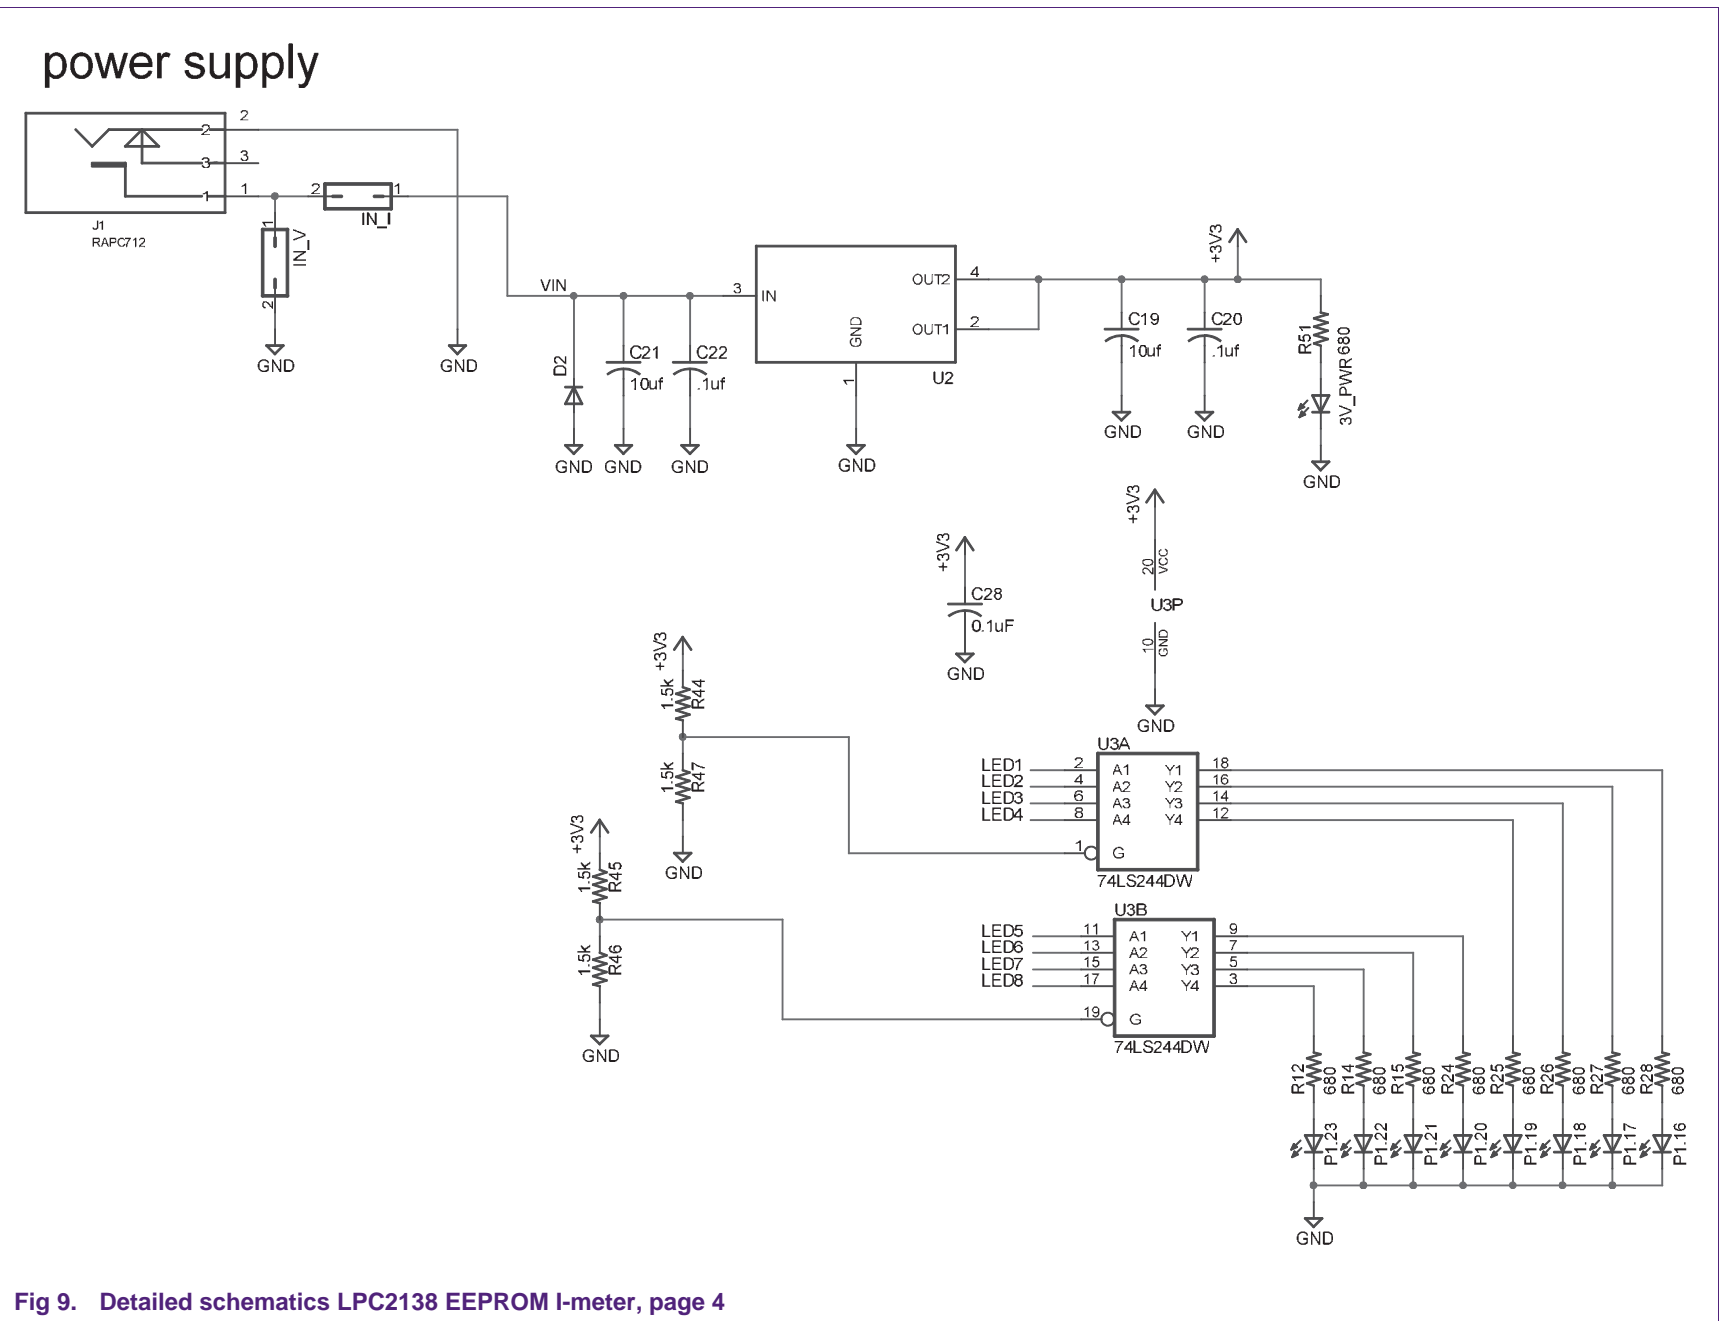 power supply
2
2
3
3
1
1
J1
RAPC712
2
1
IN_I
1
IN_V
2
GND
GND
VIN
D2
C21
10uf
C22
.1uf
GND
GND
GND
3
IN
GND
OUT2
4
OUT1
2
1
U2
GND
+3V3
C19
10uf
C20
.1uf
R51
680
3V_PWR
GND
GND
GND
+3V3
C28
0.1uF
GND
+3V3
20
VCC
U3P
10
GND
GND
+3V3
1.5k
R44
1.5k
R47
GND
+3V3
1.5k
R45
1.5k
R46
GND
U3A
LED1 2 A1 Y1 18
LED2 4 A2 Y2 16
LED3 6 A3 Y3 14
LED4 8 A4 Y4 12
1 G
74LS244DW
U3B
LED5 11 A1 Y1 9
LED6 13 A2 Y2 7
LED7 15 A3 Y3 5
LED8 17 A4 Y4 3
19 G
74LS244DW
R12 680 R14 680 R15 680 R24 680 R25 680 R26 680 R27 680 R28 680
P1.23 P1.22 P1.21 P1.20 P1.19 P1.18 P1.17 P1.16
GND
Fig 9. Detailed schematics LPC2138 EEPROM I-meter, page 4